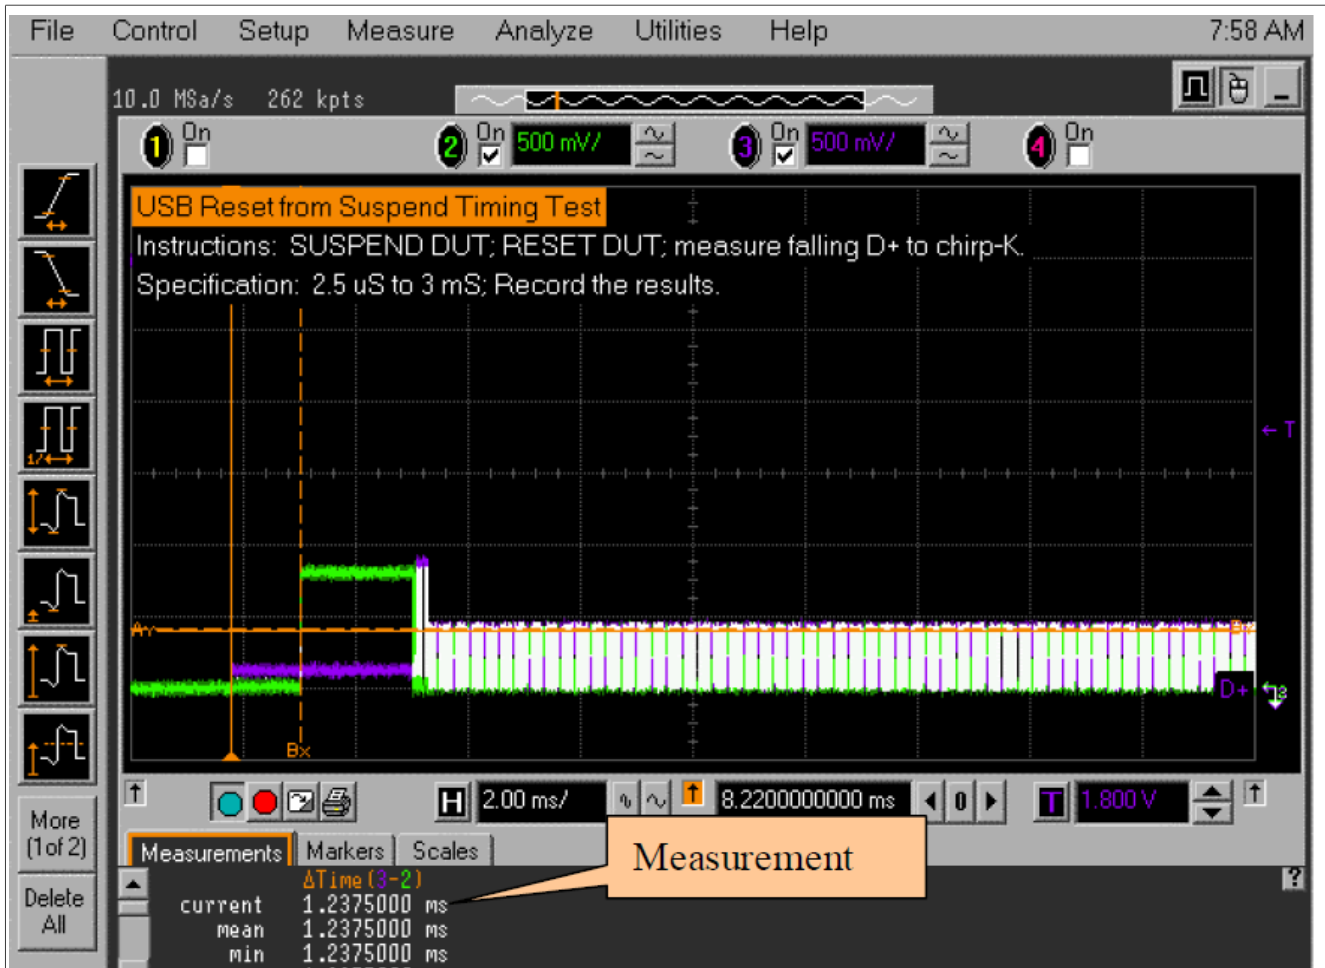 File Control Setup Measure Analyze Utilities Help 7:58 AM
10.0 MSa/s 262 kpts
1 On 2 On 500 mV/ 3 On 500 mV/ 4 On
USB Reset from Suspend Timing Test
Instructions: SUSPEND DUT; RESET DUT; measure falling D+ to chirp-K.
Specification: 2.5 uS to 3 mS; Record the results.
T
1/
A
B
D+ 2
Bx
H 2.00 ms/ 8.2200000000 ms 0 T 1.800 V
More
(1 of 2)
Delete
All
Measurements Markers Scales
Measurement
?
ΔTime(3-2)
current 1.2375000 ms
mean 1.2375000 ms
min 1.2375000 ms